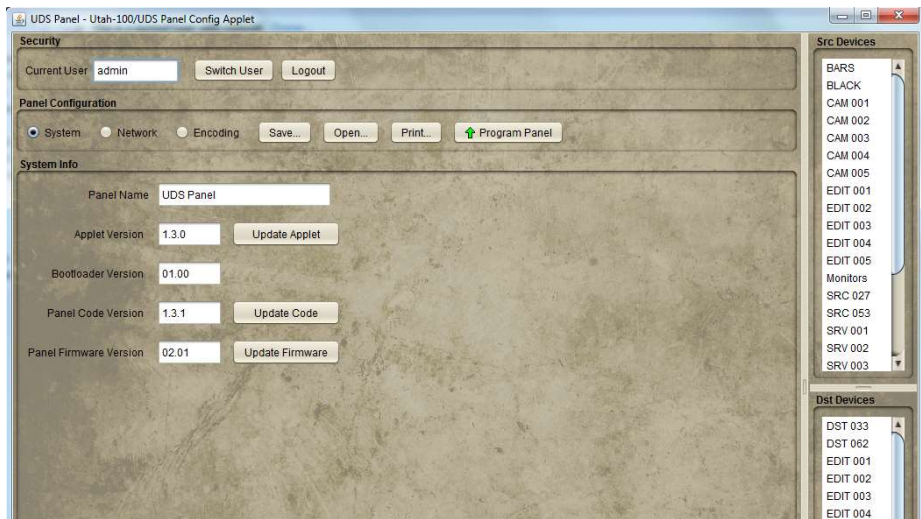 UDS Panel - Utah-100/UDS Panel Config Applet
Security
Current User admin Switch User Logout
Panel Configuration
System Network Encoding Save... Open... Print... Program Panel
System Info
Panel Name UDS Panel
Applet Version 1.3.0 Update Applet
Bootloader Version 01.00
Panel Code Version 1.3.1 Update Code
Panel Firmware Version 02.01 Update Firmware
Src Devices
BARS
BLACK
CAM 001
CAM 002
CAM 003
CAM 004
CAM 005
EDIT 001
EDIT 002
EDIT 003
EDIT 004
EDIT 005
Monitors
SRC 027
SRC 053
SRV 001
SRV 002
SRV 003
Dst Devices
DST 033
DST 062
EDIT 001
EDIT 002
EDIT 003
EDIT 004